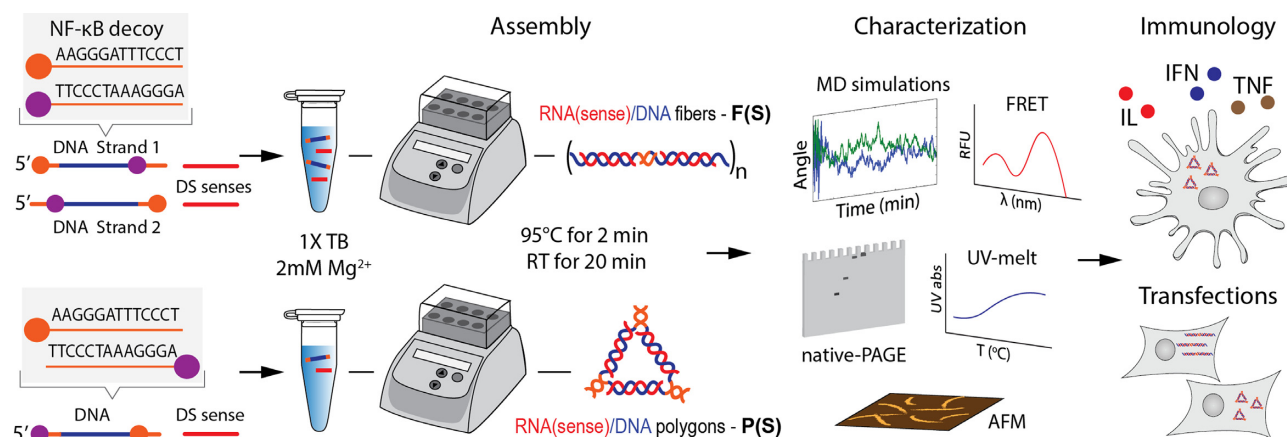 NF-κB decoy
AAGGGATTTCCCT
TTCCCTAAAGGGA
DNA Strand 1
5′
DS senses
5′
DNA Strand 2
AAGGGATTTCCCT
TTCCCTAAAGGGA
DNA
DS sense
5′
Assembly
1X TB
2mM Mg²⁺
RNA(sense)/DNA fibers - F(S)
n
95°C for 2 min
RT for 20 min
RNA(sense)/DNA polygons - P(S)
Characterization
MD simulations
Angle
Time (min)
FRET
RFU
λ (nm)
native-PAGE
UV-melt
UV abs
T (°C)
AFM
Immunology
IFN
TNF
IL
Transfections